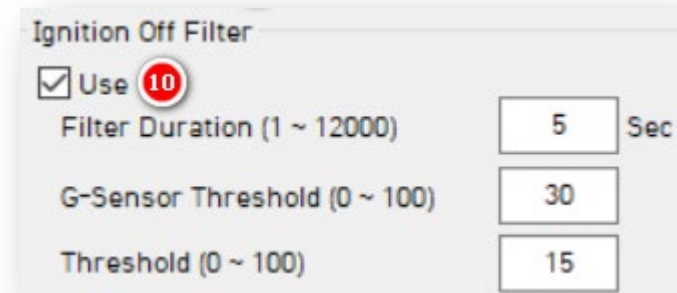 Ignition Off Filter
Use 10
Filter Duration (1 ~ 12000) 5 Sec
G-Sensor Threshold (0 ~ 100) 30
Threshold (0 ~ 100) 15